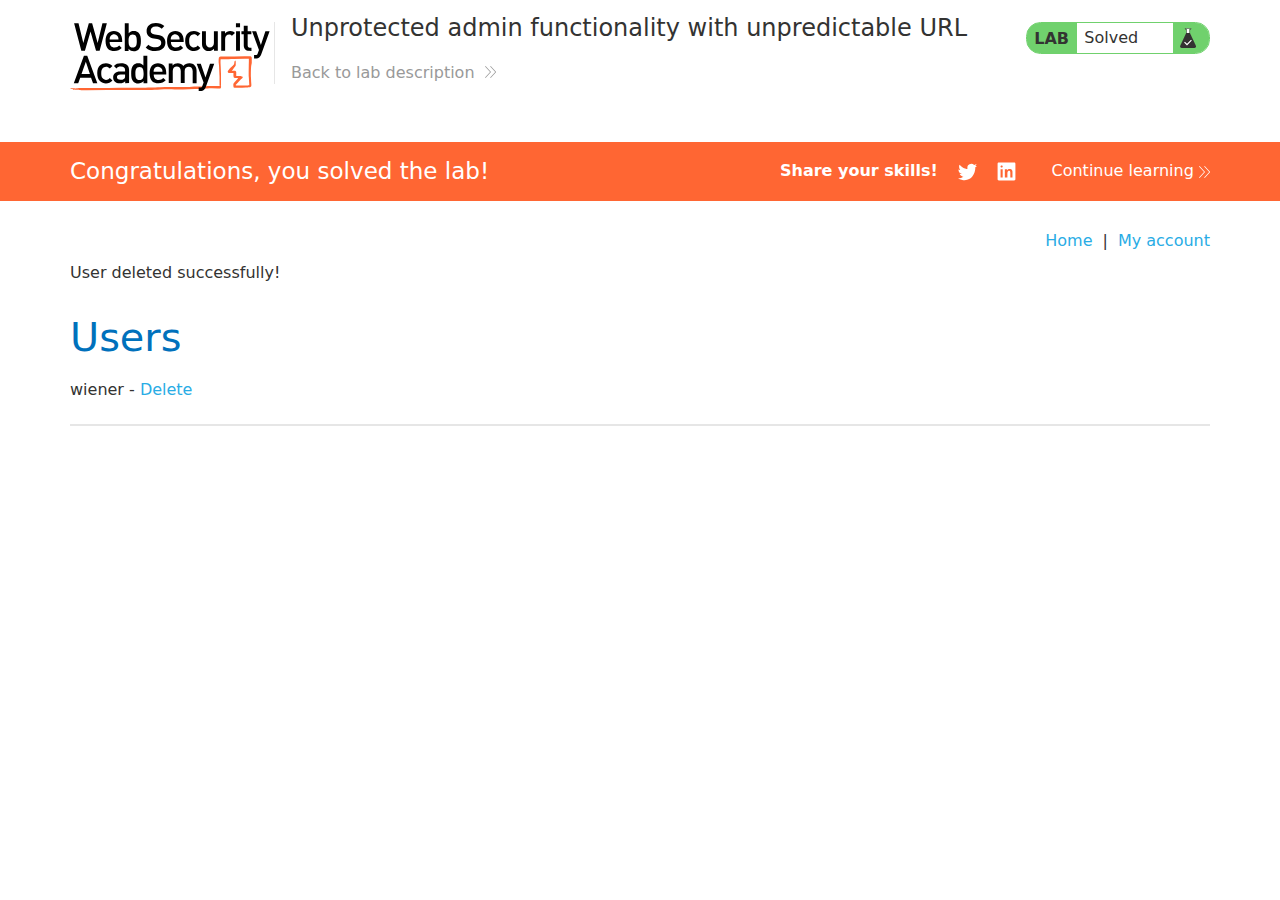 Web Security
Academy
Unprotected admin functionality with unpredictable URL
Back to lab description
LAB Solved
Congratulations, you solved the lab!
Share your skills!
Continue learning
Home | My account
User deleted successfully!
Users
wiener - Delete